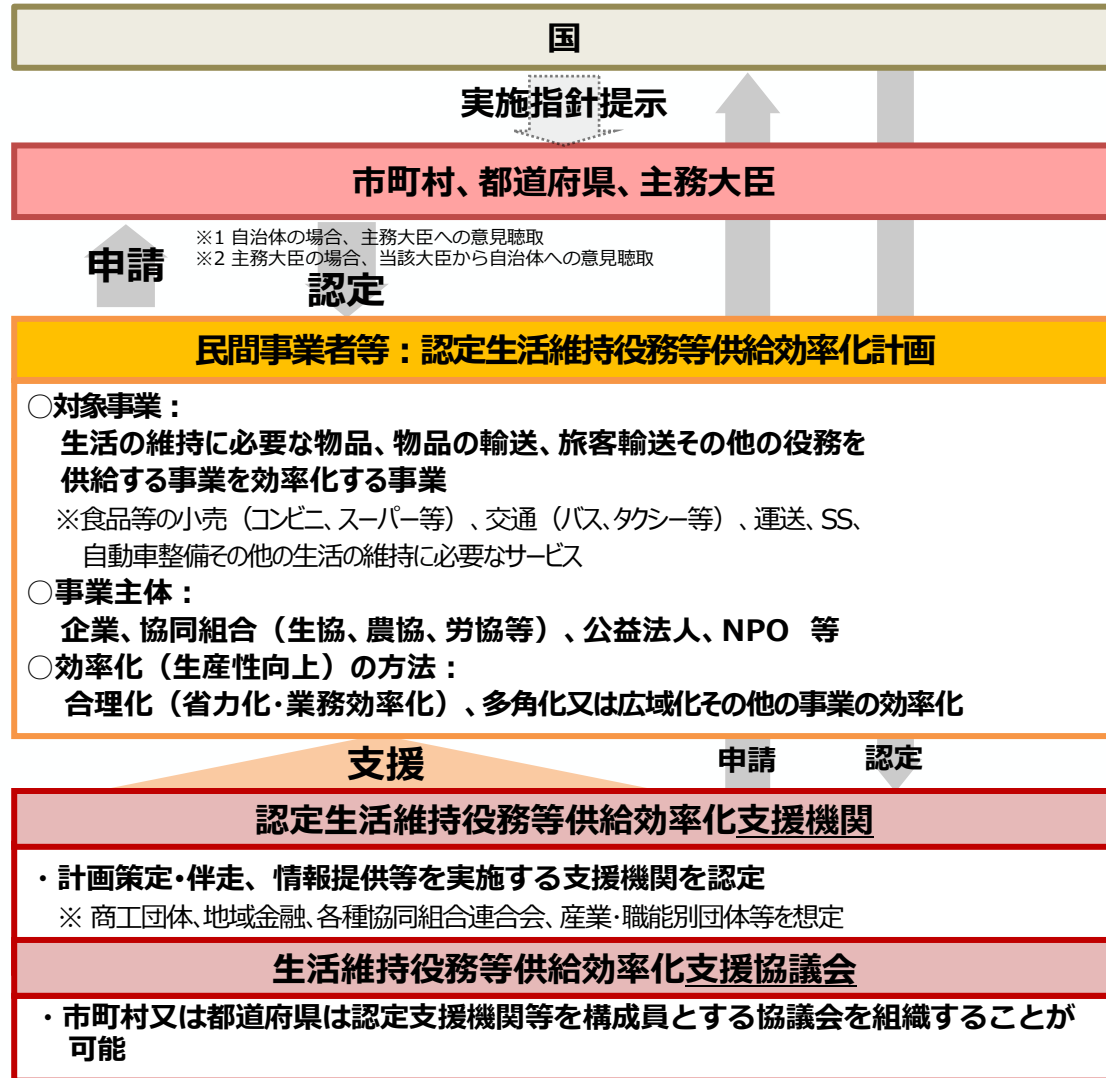 国
実施指針提示
市町村、都道府県、主務大臣
※1 自治体の場合、主務大臣への意見聴取
※2 主務大臣の場合、当該大臣から自治体への意見聴取
申請
認定
民間事業者等：認定生活維持役務等供給効率化計画
○対象事業：
生活の維持に必要な物品、物品の輸送、旅客輸送その他の役務を
供給する事業を効率化する事業
※食品等の小売（コンビニ、スーパー等）、交通（バス、タクシー等）、運送、SS、
自動車整備その他の生活の維持に必要なサービス
○事業主体：
企業、協同組合（生協、農協、労協等）、公益法人、NPO 等
○効率化（生産性向上）の方法：
合理化（省力化・業務効率化）、多角化又は広域化その他の事業の効率化
支援
申請
認定
認定生活維持役務等供給効率化支援機関
・計画策定・伴走、情報提供等を実施する支援機関を認定
※ 商工団体、地域金融、各種協同組合連合会、産業・職能別団体等を想定
生活維持役務等供給効率化支援協議会
・市町村又は都道府県は認定支援機関等を構成員とする協議会を組織することが
可能